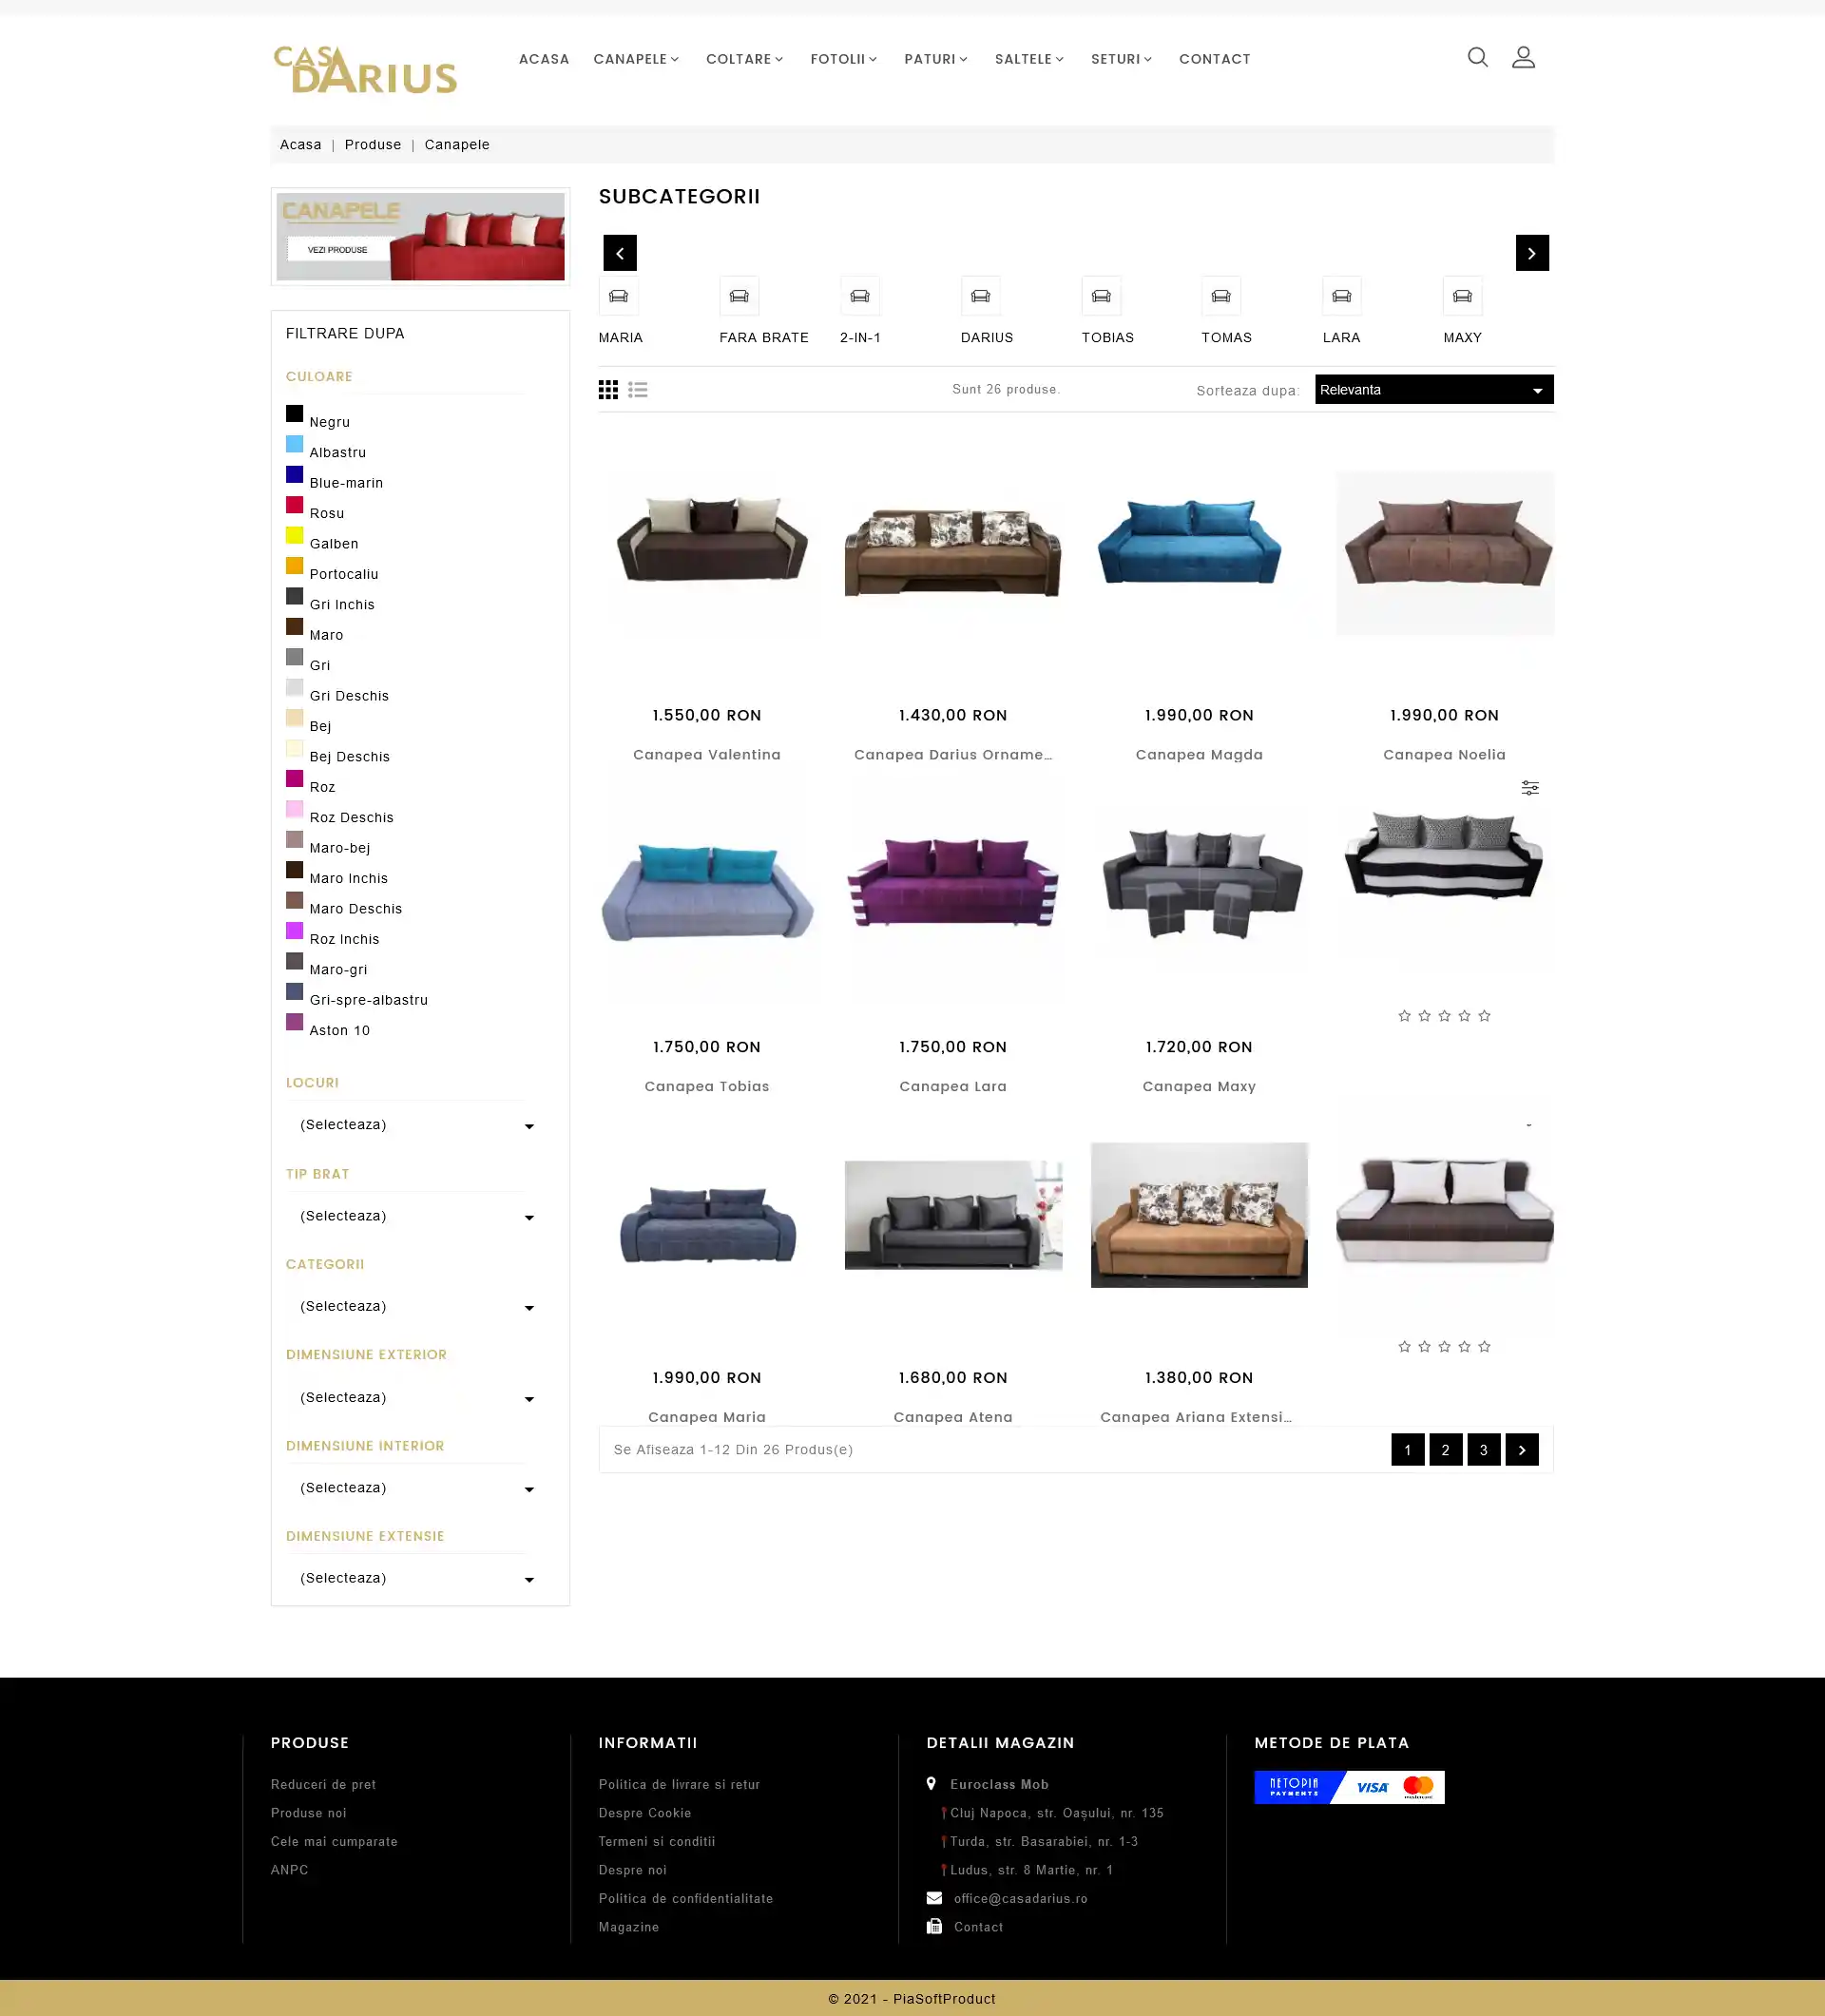 CASA DARIUS
ACASA CANAPELE COLTARE FOTOLII PATURI SALTELE SETURI CONTACT
Acasa | Produse | Canapele
CANAPELE
VEZI PRODUSE
FILTRARE DUPA
CULOARE
Negru
Albastru
Blue-marin
Rosu
Galben
Portocaliu
Gri Inchis
Maro
Gri
Gri Deschis
Bej
Bej Deschis
Roz
Roz Deschis
Maro-bej
Maro Inchis
Maro Deschis
Roz Inchis
Maro-gri
Gri-spre-albastru
Aston 10
LOCURI
(Selecteaza)
TIP BRAT
(Selecteaza)
CATEGORII
(Selecteaza)
DIMENSIUNE EXTERIOR
(Selecteaza)
DIMENSIUNE INTERIOR
(Selecteaza)
DIMENSIUNE EXTENSIE
(Selecteaza)
SUBCATEGORII
MARIA FARA BRATE 2-IN-1 DARIUS TOBIAS TOMAS LARA MAXY
Sunt 26 produse. Sorteaza dupa: Relevanta
1.550,00 RON 1.430,00 RON 1.990,00 RON 1.990,00 RON
Canapea Valentina Canapea Darius Orname... Canapea Magda Canapea Noelia
1.750,00 RON 1.750,00 RON 1.720,00 RON
Canapea Tobias Canapea Lara Canapea Maxy
1.990,00 RON 1.680,00 RON 1.380,00 RON
Canapea Maria Canapea Atena Canapea Ariana Extensi...
Se Afiseaza 1-12 Din 26 Produs(e) 1 2 3
PRODUSE
Reduceri de pret
Produse noi
Cele mai cumparate
ANPC
INFORMATII
Politica de livrare si retur
Despre Cookie
Termeni si conditii
Despre noi
Politica de confidentialitate
Magazine
DETALII MAGAZIN
Euroclass Mob
Cluj Napoca, str. Oașului, nr. 135
Turda, str. Basarabiei, nr. 1-3
Ludus, str. 8 Martie, nr. 1
office@casadarius.ro
Contact
METODE DE PLATA
NETOPIA
PAYMENTS
VISA
© 2021 - PiaSoftProduct